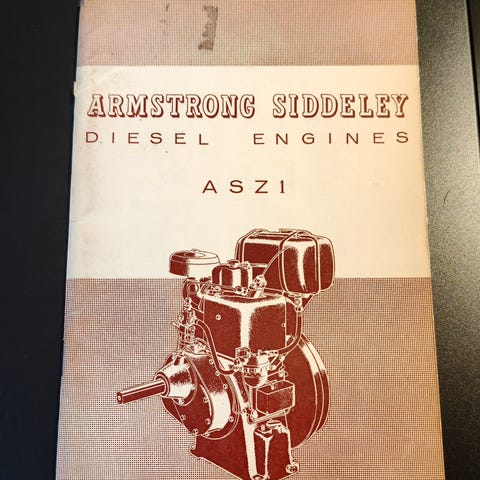 ARMSTRONG SIDDELEY
DIESEL ENGINES
ASZ1